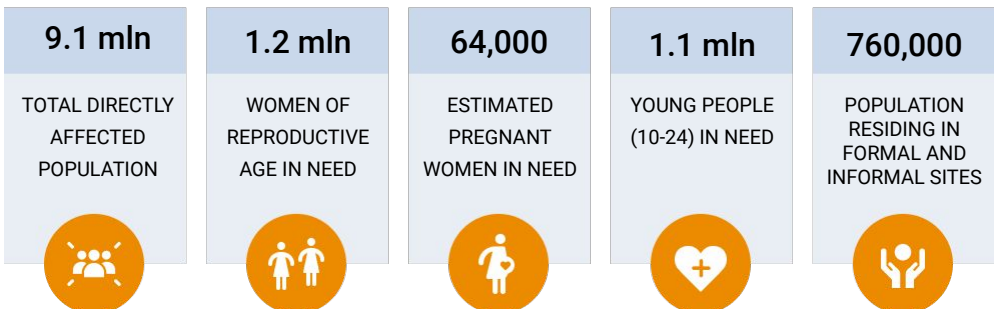 9.1 mln
TOTAL DIRECTLY
AFFECTED
POPULATION
1.2 mln
WOMEN OF
REPRODUCTIVE
AGE IN NEED
64,000
ESTIMATED
PREGNANT
WOMEN IN NEED
1.1 mln
YOUNG PEOPLE
(10-24) IN NEED
760,000
POPULATION
RESIDING IN
FORMAL AND
INFORMAL SITES